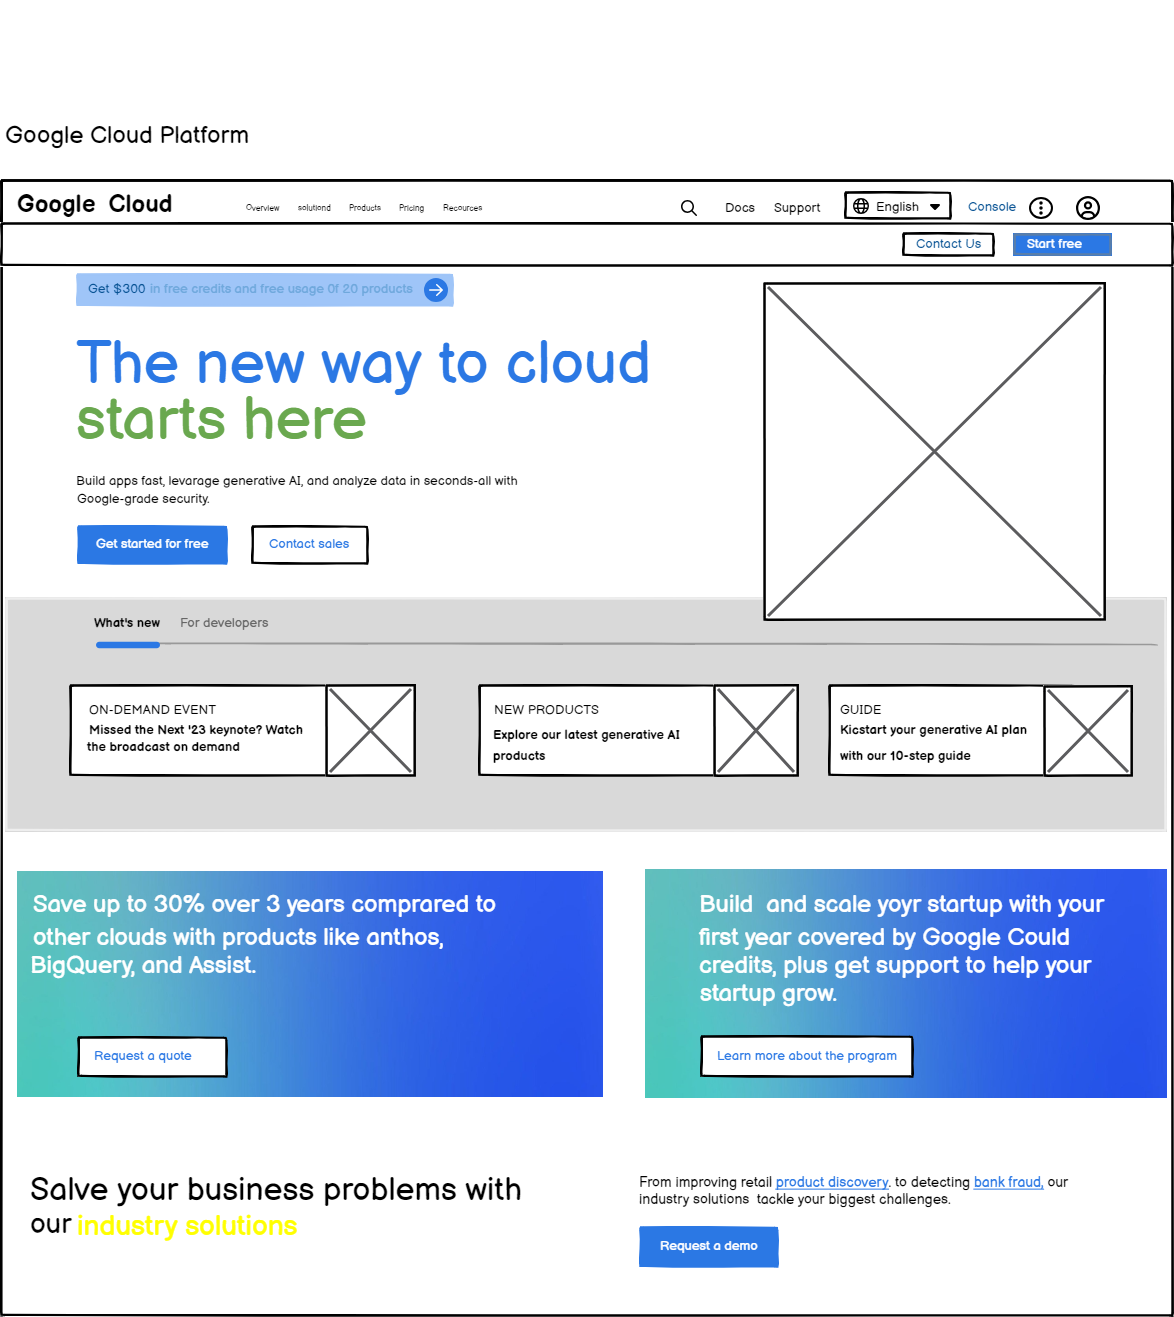 Google Cloud Platform
Google Cloud
Overview solutiond Products Pricing Recources
Docs Support English Console
Contact Us Start free
Get $300 in free credits and free usage 0f 20 products
The new way to cloud
starts here
Build apps fast, levarage generative AI, and analyze data in seconds-all with
Google-grade security.
Get started for free Contact sales
What's new For developers
ON-DEMAND EVENT
Missed the Next '23 keynote? Watch
the broadcast on demand
NEW PRODUCTS
Explore our latest generative AI
products
GUIDE
Kicstart your generative AI plan
with our 10-step guide
Save up to 30% over 3 years comprared to
other clouds with products like anthos,
BigQuery, and Assist.
Request a quote
Build and scale yoyr startup with your
first year covered by Google Could
credits, plus get support to help your
startup grow.
Learn more about the program
Salve your business problems with
our industry solutions
From improving retail product discovery. to detecting bank fraud, our
industry solutions tackle your biggest challenges.
Request a demo